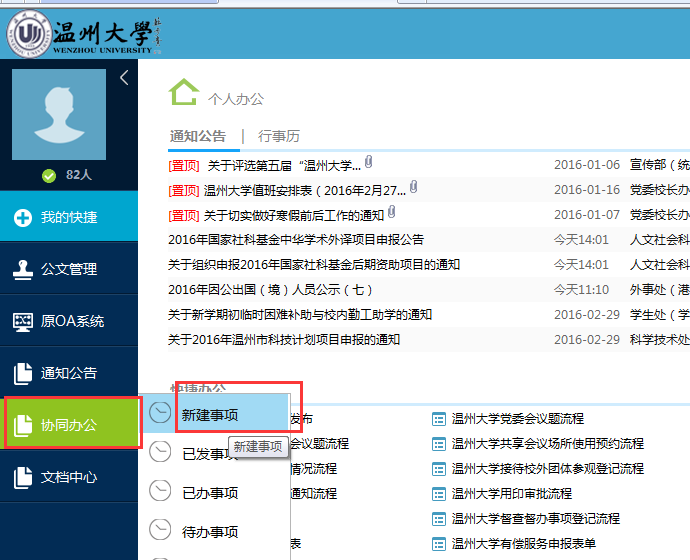 温州大学
WENZHOU UNIVERSITY
82人
我的快捷
公文管理
原OA系统
通知公告
协同办公
文档中心
个人办公
通知公告 | 行事历
[置顶] 关于评选第五届“温州大学... 2016-01-06 宣传部（统
[置顶] 温州大学值班安排表（2016年2月27... 2016-01-16 党委校长办
[置顶] 关于切实做好寒假前后工作的通知 2016-01-07 党委校长办
2016年国家社科基金中华学术外译项目申报公告 今天14:01 人文社会科
关于组织申报2016年国家社科基金后期资助项目的通知 今天14:01 人文社会科
2016年因公出国（境）人员公示（七） 今天11:10 外事处（港
关于新学期初临时困难补助与校内勤工助学的通知 2016-02-29 学生处（学
关于2016年温州市科技计划项目申报的通知 2016-02-29 科学技术处
快捷办公
新建事项
已发事项
新建事项
已办事项
待办事项
发布 温州大学党委会议题流程
会议题流程 温州大学共享会议场所使用预约流程
情况流程 温州大学接待校外团体参观登记流程
通知流程 温州大学用印审批流程
温州大学督查督办事项登记流程
表 温州大学有偿服务申报表单